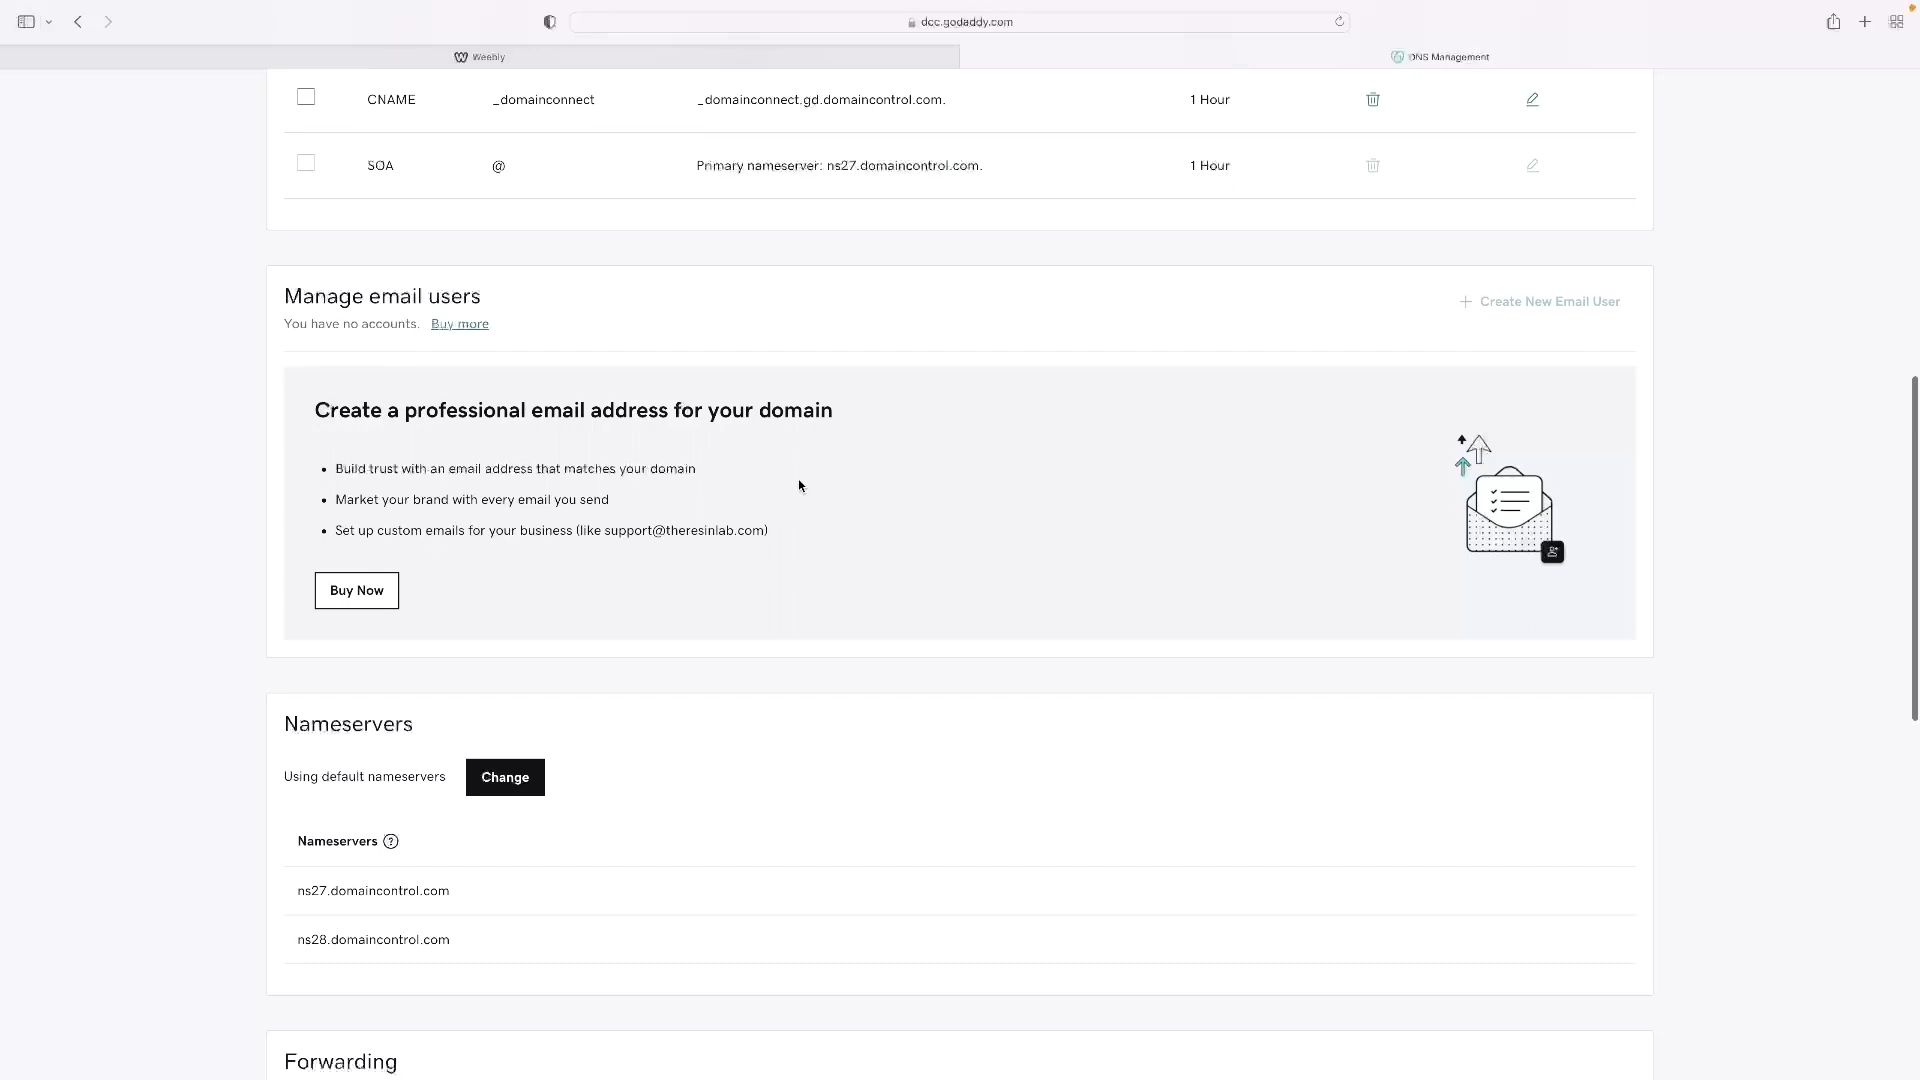 dcc.godaddy.com
Weebly
DNS Management
CNAME _domainconnect _domainconnect.gd.domaincontrol.com. 1 Hour
SOA @ Primary nameserver: ns27.domaincontrol.com. 1 Hour
Manage email users
+ Create New Email User
You have no accounts. Buy more
Create a professional email address for your domain
• Build trust with an email address that matches your domain
• Market your brand with every email you send
• Set up custom emails for your business (like support@theresinlab.com)
Buy Now
Nameservers
Using default nameservers Change
Nameservers ?
ns27.domaincontrol.com
ns28.domaincontrol.com
Forwarding